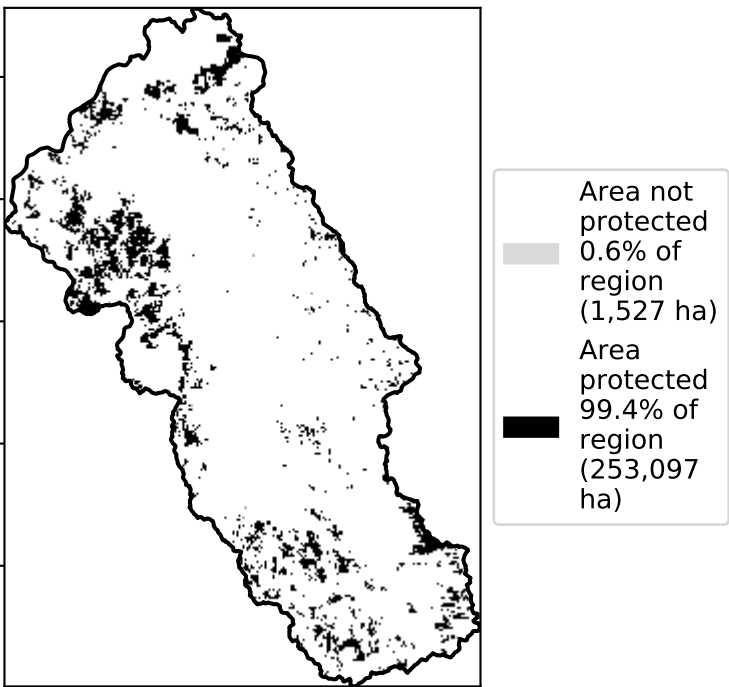 Area not
protected
0.6% of
region
(1,527 ha)
Area
protected
99.4% of
region
(253,097
ha)